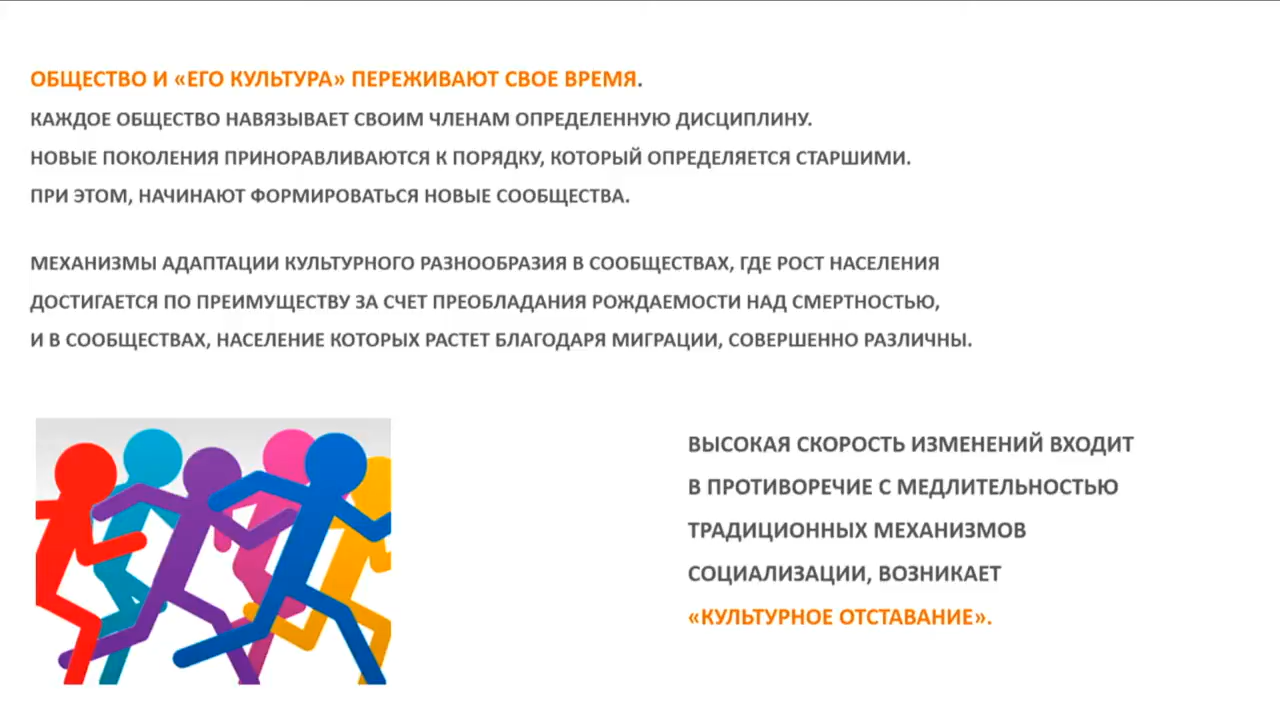 ОБЩЕСТВО И «ЕГО КУЛЬТУРА» ПЕРЕЖИВАЮТ СВОЕ ВРЕМЯ.
КАЖДОЕ ОБЩЕСТВО НАВЯЗЫВАЕТ СВОИМ ЧЛЕНАМ ОПРЕДЕЛЕННУЮ ДИСЦИПЛИНУ.
НОВЫЕ ПОКОЛЕНИЯ ПРИНОРАВЛИВАЮТСЯ К ПОРЯДКУ, КОТОРЫЙ ОПРЕДЕЛЯЕТСЯ СТАРШИМИ.
ПРИ ЭТОМ, НАЧИНАЮТ ФОРМИРОВАТЬСЯ НОВЫЕ СООБЩЕСТВА.
МЕХАНИЗМЫ АДАПТАЦИИ КУЛЬТУРНОГО РАЗНООБРАЗИЯ В СООБЩЕСТВАХ, ГДЕ РОСТ НАСЕЛЕНИЯ
ДОСТИГАЕТСЯ ПО ПРЕИМУЩЕСТВУ ЗА СЧЕТ ПРЕОБЛАДАНИЯ РОЖДАЕМОСТИ НАД СМЕРТНОСТЬЮ,
И В СООБЩЕСТВАХ, НАСЕЛЕНИЕ КОТОРЫХ РАСТЕТ БЛАГОДАРЯ МИГРАЦИИ, СОВЕРШЕННО РАЗЛИЧНЫ.
ВЫСОКАЯ СКОРОСТЬ ИЗМЕНЕНИЙ ВХОДИТ
В ПРОТИВОРЕЧИЕ С МЕДЛИТЕЛЬНОСТЬЮ
ТРАДИЦИОННЫХ МЕХАНИЗМОВ
СОЦИАЛИЗАЦИИ, ВОЗНИКАЕТ
«КУЛЬТУРНОЕ ОТСТАВАНИЕ».